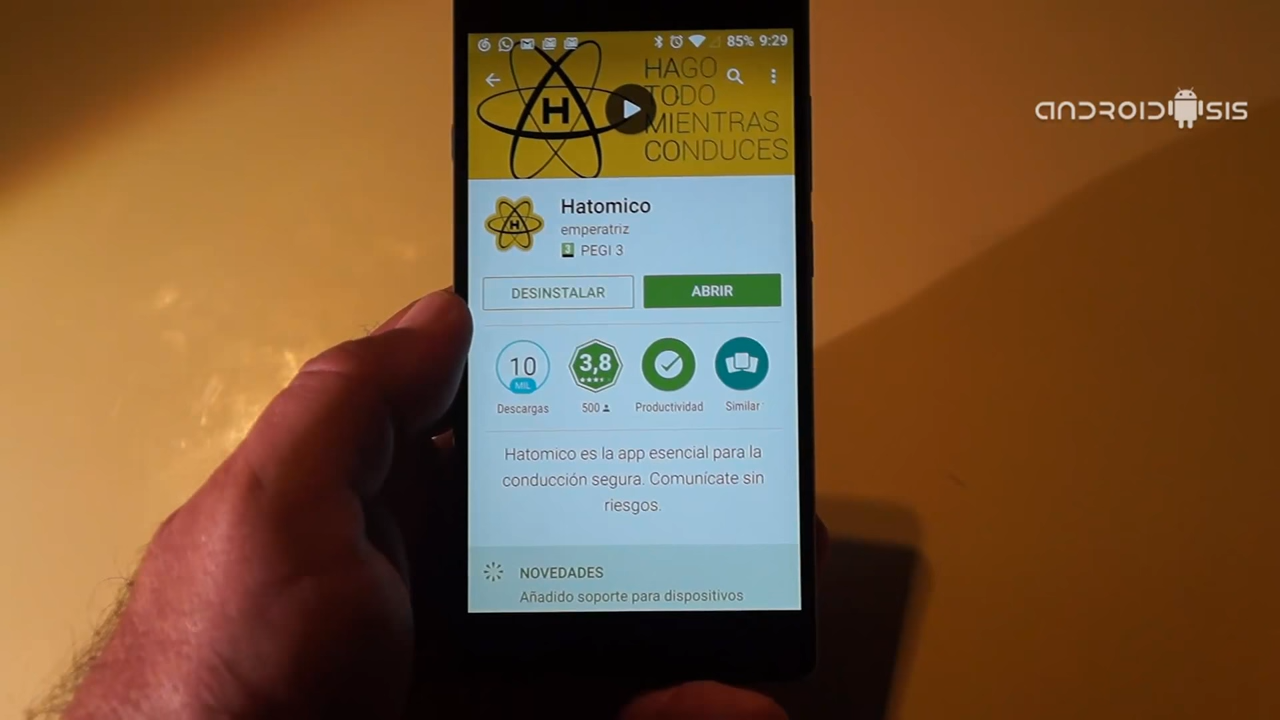 85% 9:29
HAGO
TODO
MIENTRAS
CONDUCES
H
ANDROIDSIS
Hatomico
emperatriz
3 PEGI 3
H
DESINSTALAR
ABRIR
10
MIL
3,8
Descargas
500
Productividad
Similar
Hatomico es la app esencial para la
conducción segura. Comunícate sin
riesgos.
NOVEDADES
Añadido soporte para dispositivos